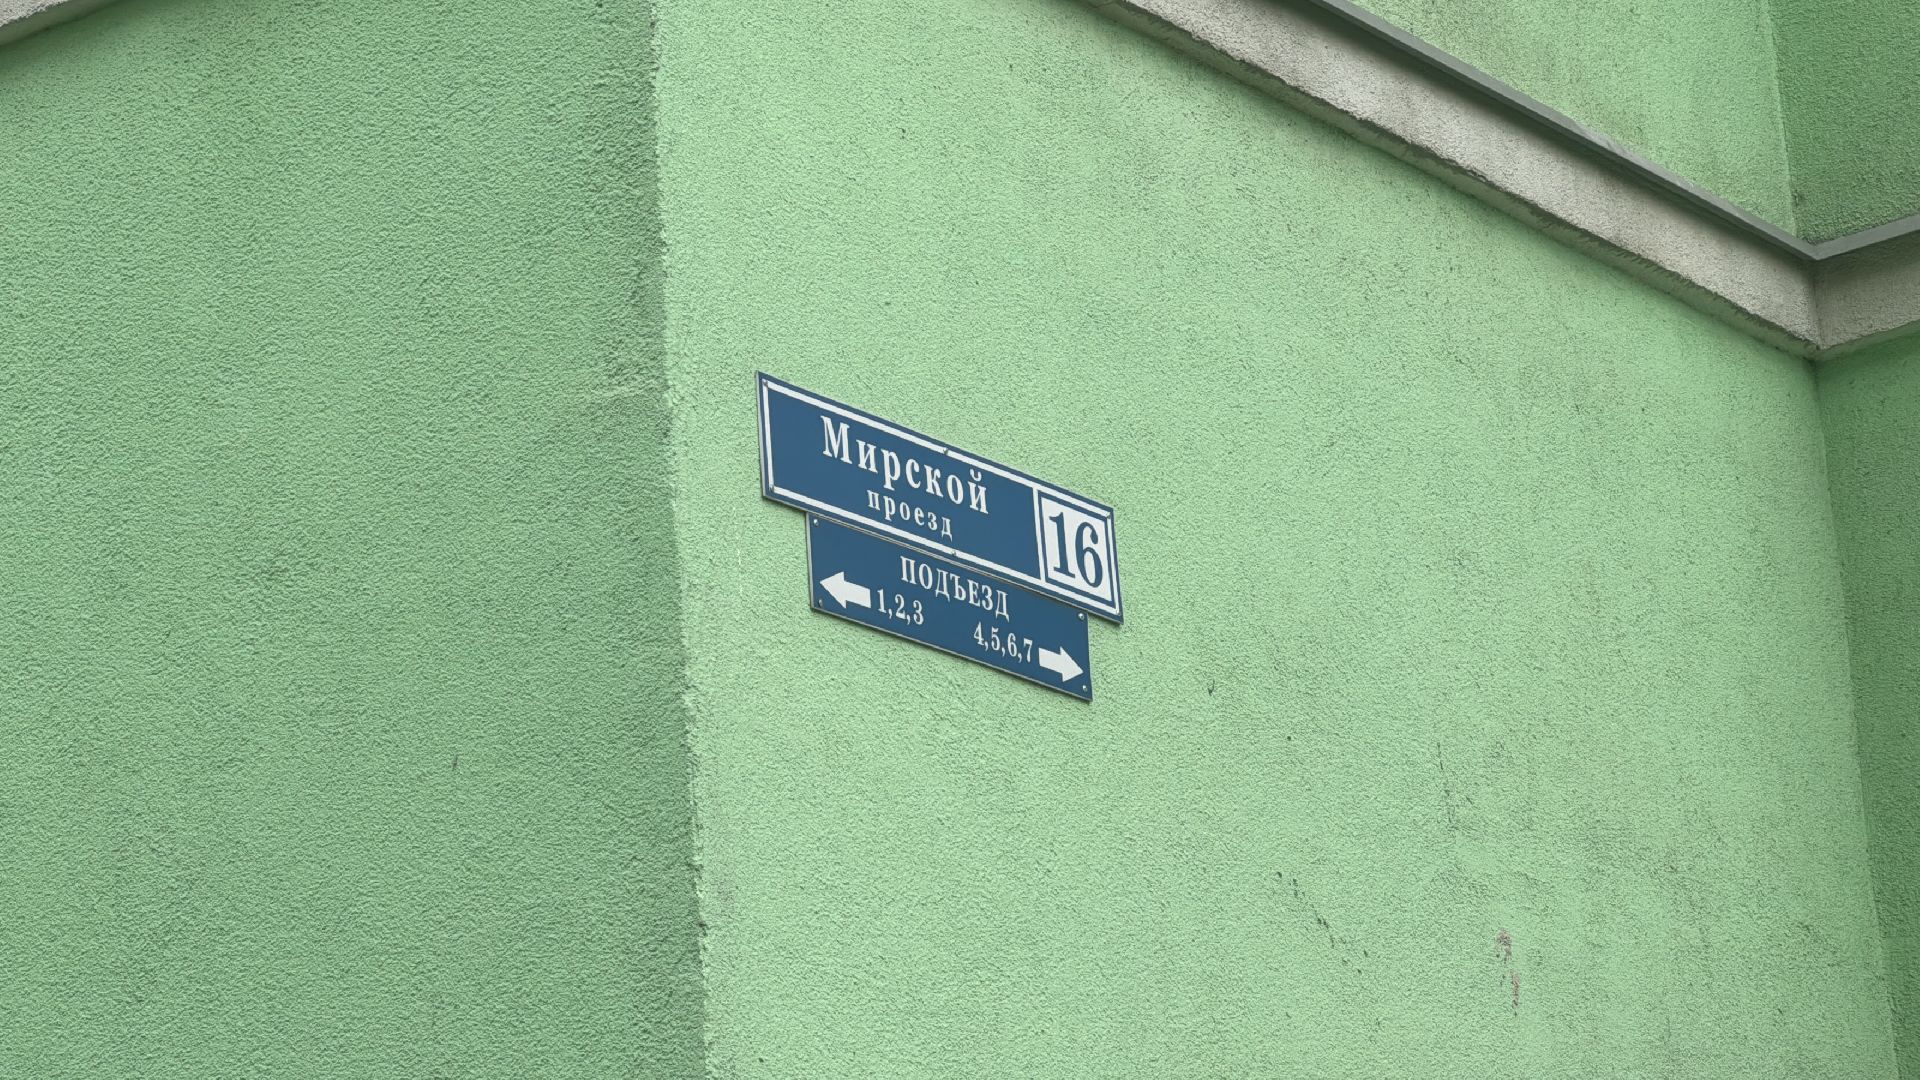 Мирской
проезд
16
ПОДЪЕЗД
1,2,3
4,5,6,7